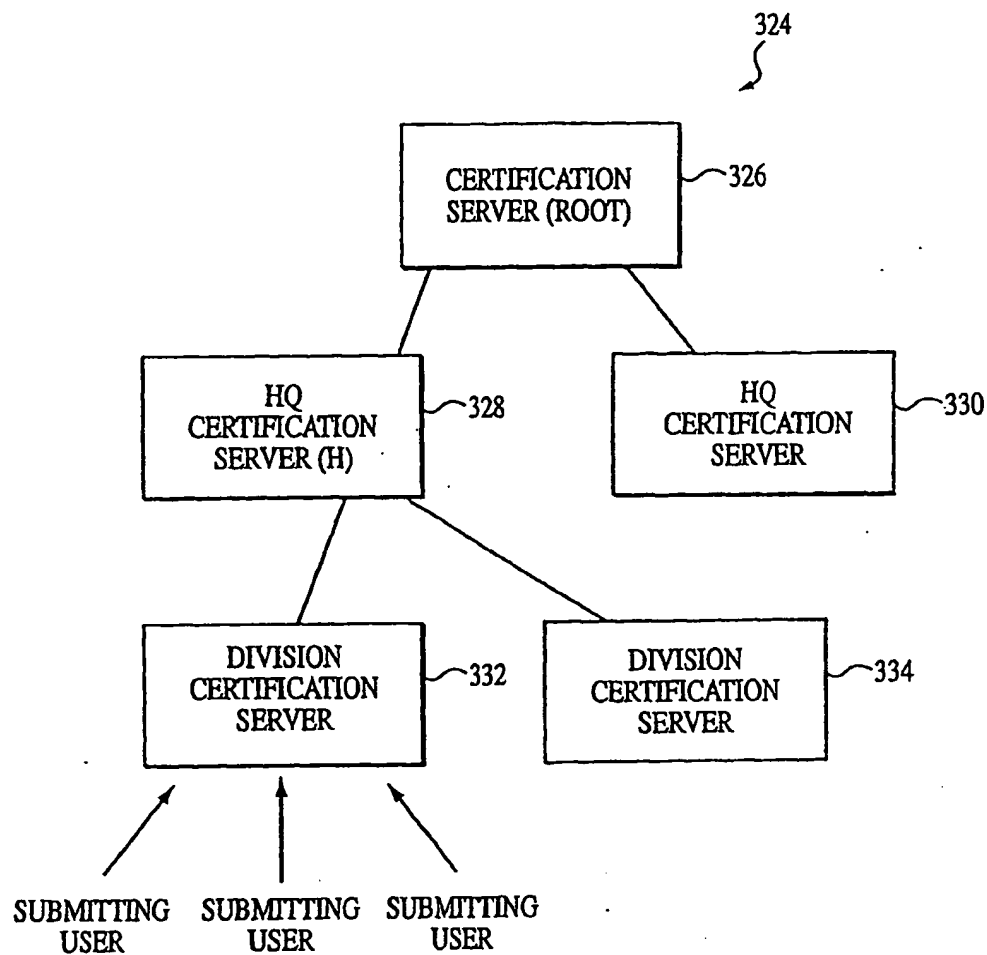 324
CERTIFICATION
SERVER (ROOT)
326
HQ
CERTIFICATION
SERVER (H)
328
HQ
CERTIFICATION
SERVER
330
DIVISION
CERTIFICATION
SERVER
332
DIVISION
CERTIFICATION
SERVER
334
SUBMITTING
USER
SUBMITTING
USER
SUBMITTING
USER